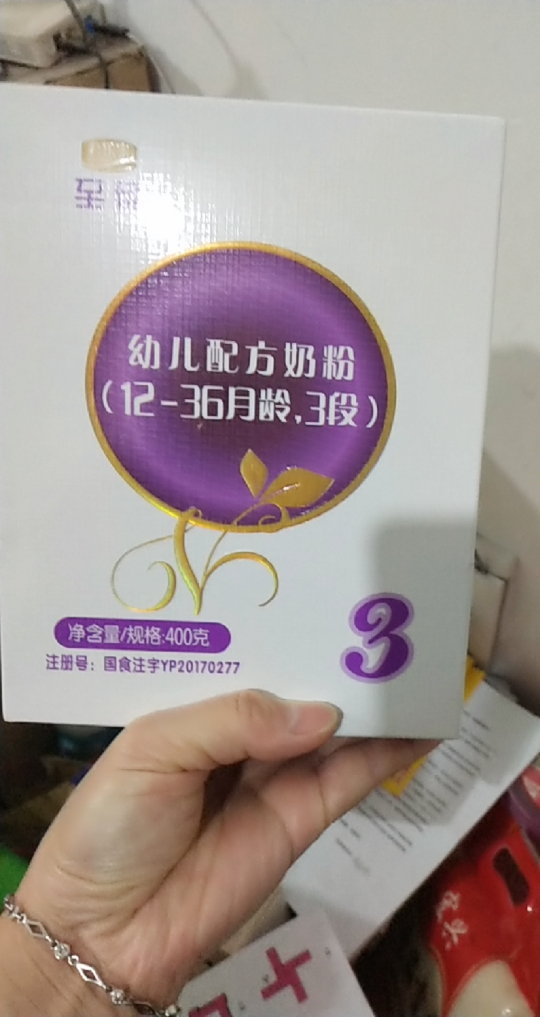 幼儿配方奶粉
(12-36月龄,3段)
3
净含量/规格:400克
注册号：国食注字YP20170277